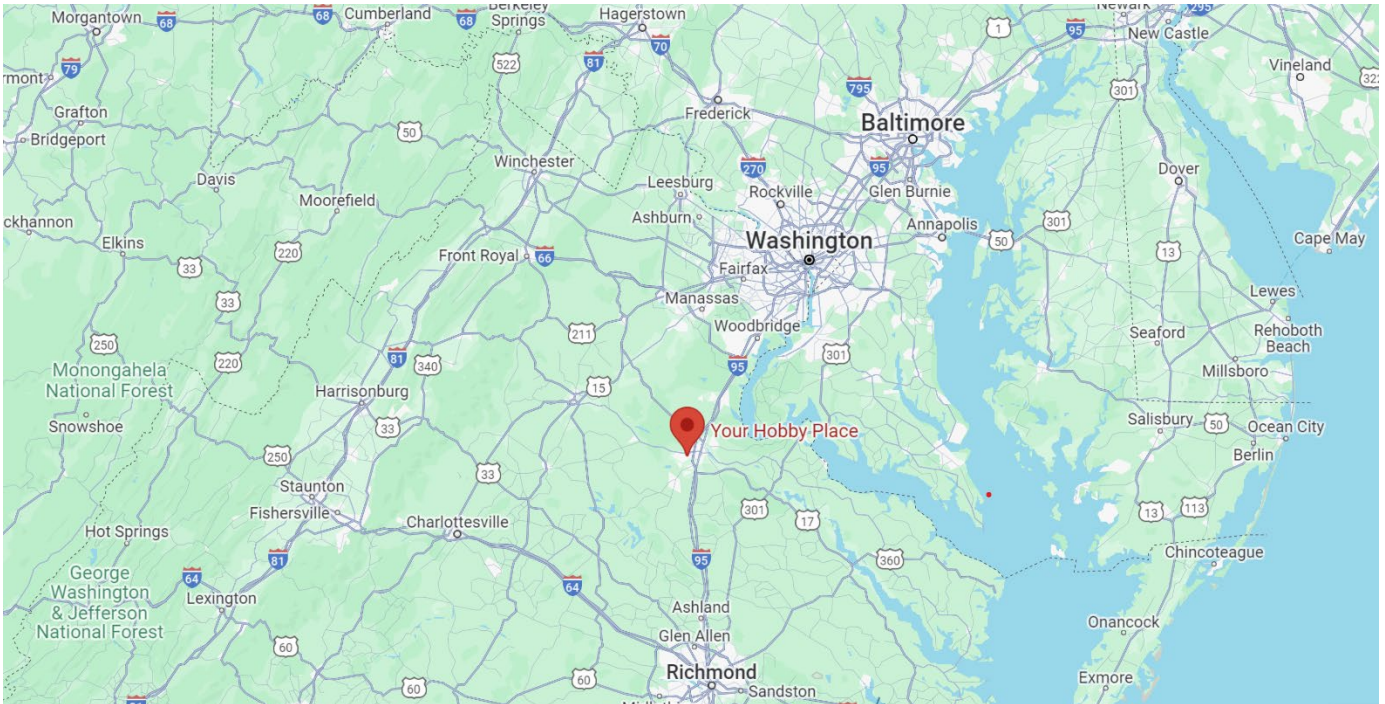 Morgantown
68
Cumberland
68
Berkeley
Springs
68
Hagerstown
70
81
522
1
95
Newark
New Castle
295
Vineland
322
79
Grafton
Bridgeport
50
795
Frederick
Baltimore
301
Winchester
270
95
Glen Burnie
Dover
Davis
Moorefield
Leesburg
Rockville
Ashburn
Annapolis
50
301
Elkins
33
220
Front Royal
66
Washington
Fairfax
13
Cape May
33
Manassas
Woodbridge
Lewes
Rehoboth
Beach
Seaford
250
220
81
340
211
95
301
Millsboro
Monongahela
National Forest
15
Harrisonburg
33
Snowshoe
Your Hobby Place
Salisbury
50
Ocean City
Berlin
250
33
Staunton
Fishersville
Charlottesville
301
17
13
113
Hot Springs
81
95
360
Chincoteague
64
64
George
Washington
& Jefferson
National Forest
Lexington
Ashland
Glen Allen
Onancock
60
60
60
Richmond
Sandston
Exmore